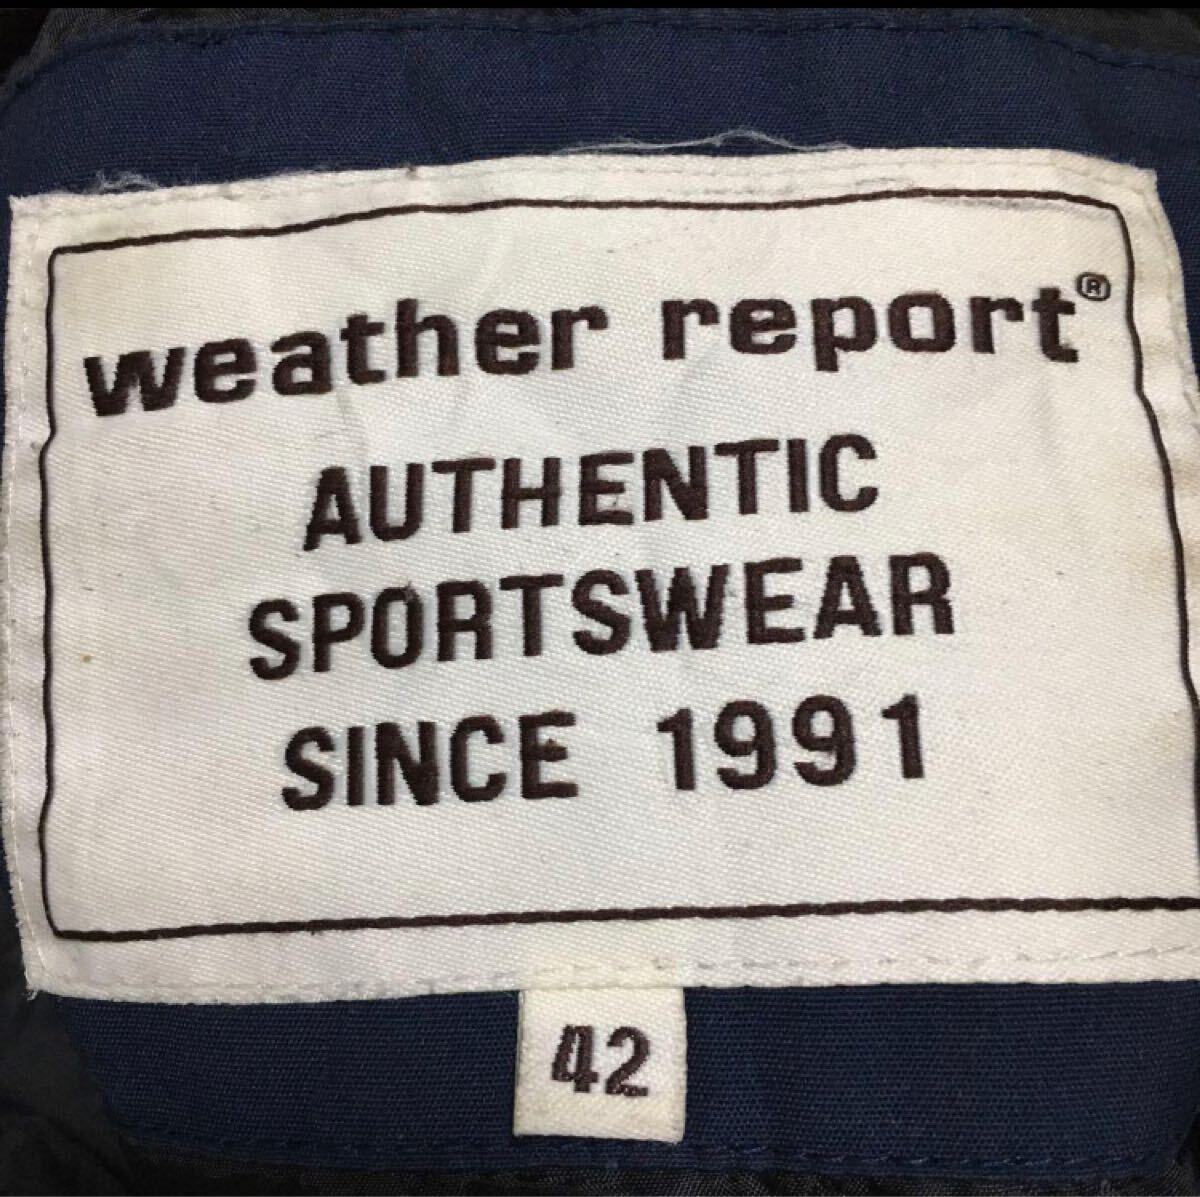 weather report®
AUTHENTIC
SPORTSWEAR
SINCE 1991
42